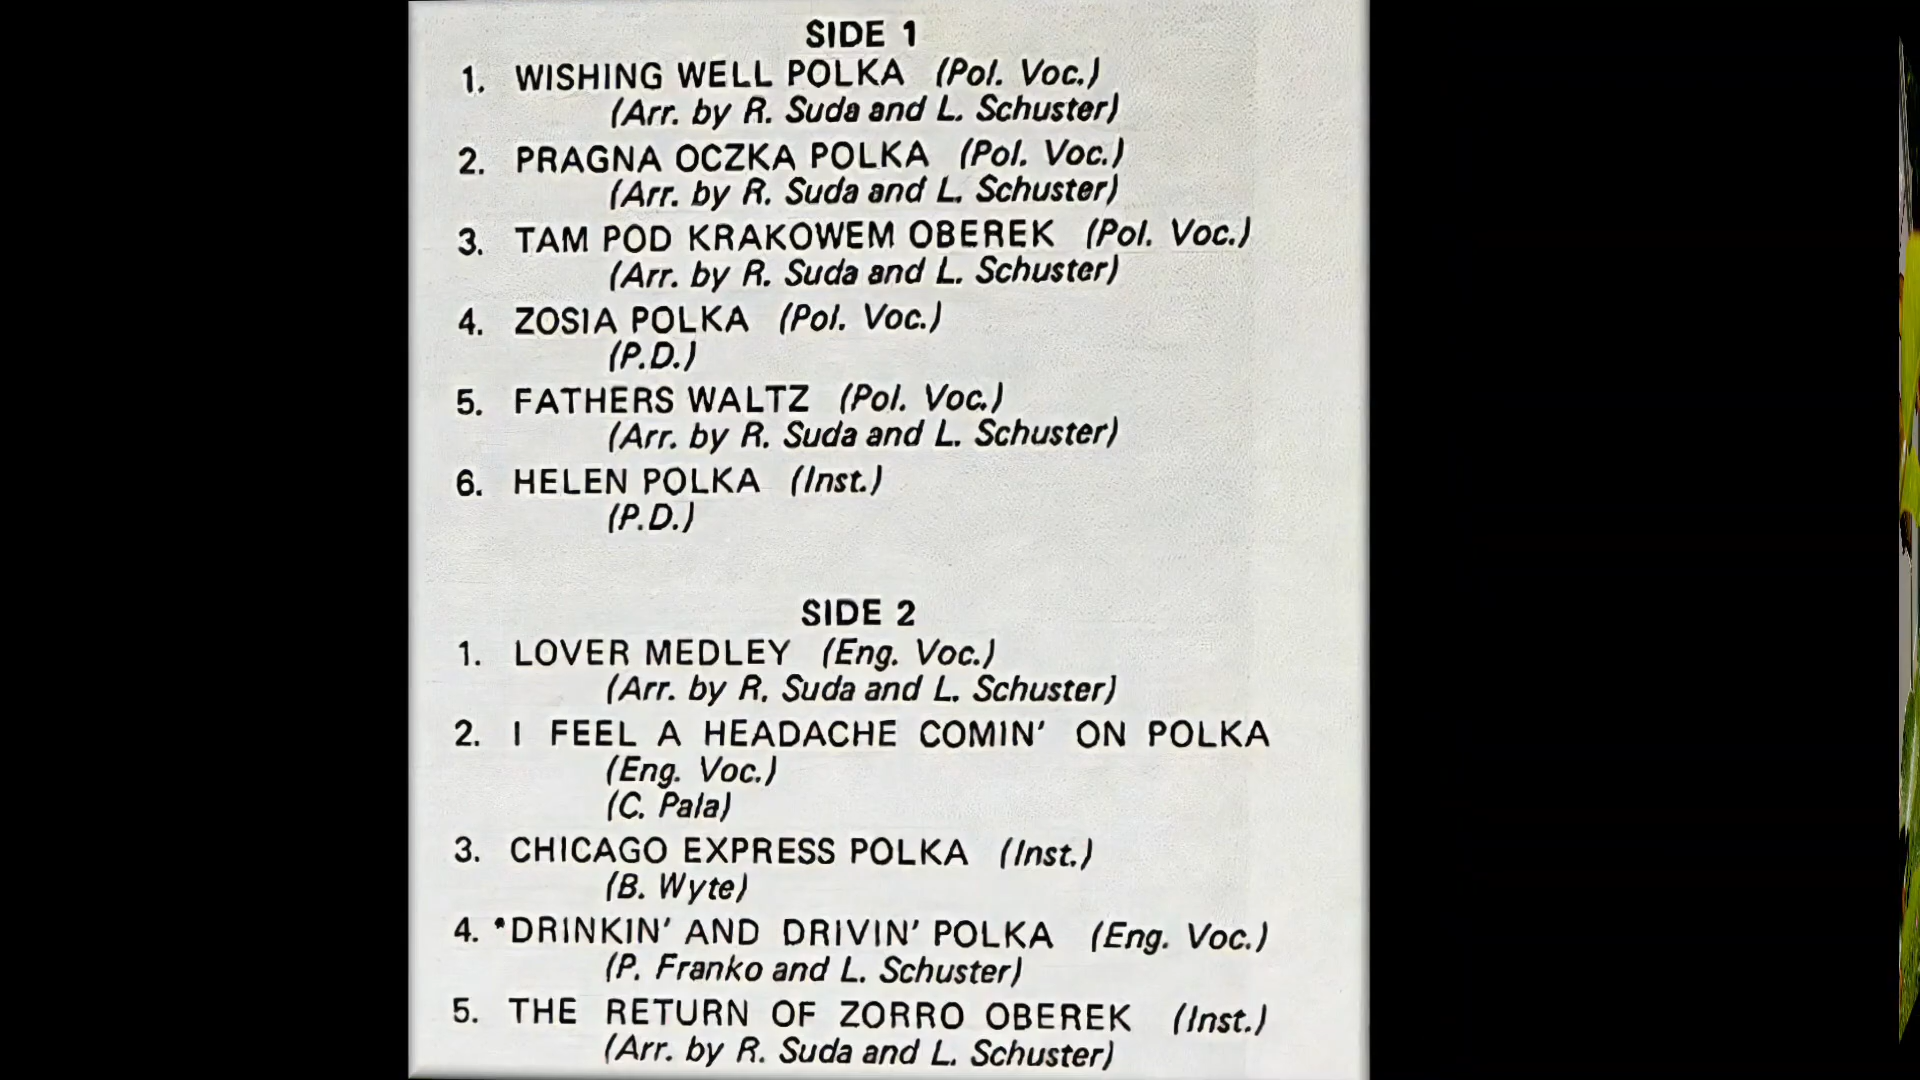 SIDE 1
1. WISHING WELL POLKA (Pol. Voc.)
(Arr. by R. Suda and L. Schuster)
2. PRAGNA OCZKA POLKA (Pol. Voc.)
(Arr. by R. Suda and L. Schuster)
3. TAM POD KRAKOWEM OBEREK (Pol. Voc.)
(Arr. by R. Suda and L. Schuster)
4. ZOSIA POLKA (Pol. Voc.)
(P.D.)
5. FATHERS WALTZ (Pol. Voc.)
(Arr. by R. Suda and L. Schuster)
6. HELEN POLKA (Inst.)
(P.D.)
SIDE 2
1. LOVER MEDLEY (Eng. Voc.)
(Arr. by R. Suda and L. Schuster)
2. I FEEL A HEADACHE COMIN' ON POLKA
(Eng. Voc.)
(C. Pala)
3. CHICAGO EXPRESS POLKA (Inst.)
(B. Wyte)
4. *DRINKIN' AND DRIVIN' POLKA (Eng. Voc.)
(P. Franko and L. Schuster)
5. THE RETURN OF ZORRO OBEREK (Inst.)
(Arr. by R. Suda and L. Schuster)